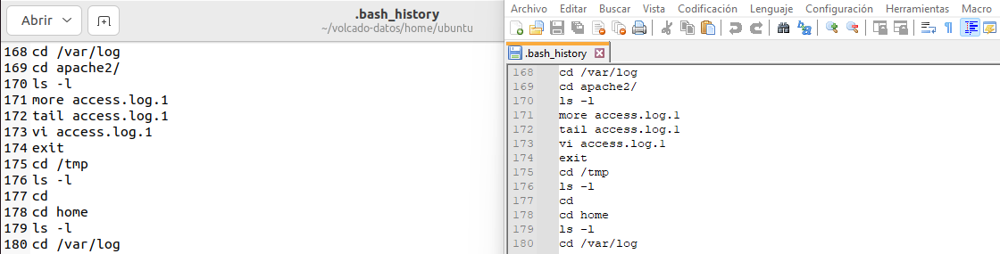 Abrir
.bash_history
~/volcado-datos/home/ubuntu
168 cd /var/log
169 cd apache2/
170 ls -l
171 more access.log.1
172 tail access.log.1
173 vi access.log.1
174 exit
175 cd /tmp
176 ls -l
177 cd
178 cd home
179 ls -l
180 cd /var/log
Archivo Editar Buscar Vista Codificación Lenguaje Configuración Herramientas Macro
.bash_history
168 cd /var/log
169 cd apache2/
170 ls -l
171 more access.log.1
172 tail access.log.1
173 vi access.log.1
174 exit
175 cd /tmp
176 ls -l
177 cd
178 cd home
179 ls -l
180 cd /var/log